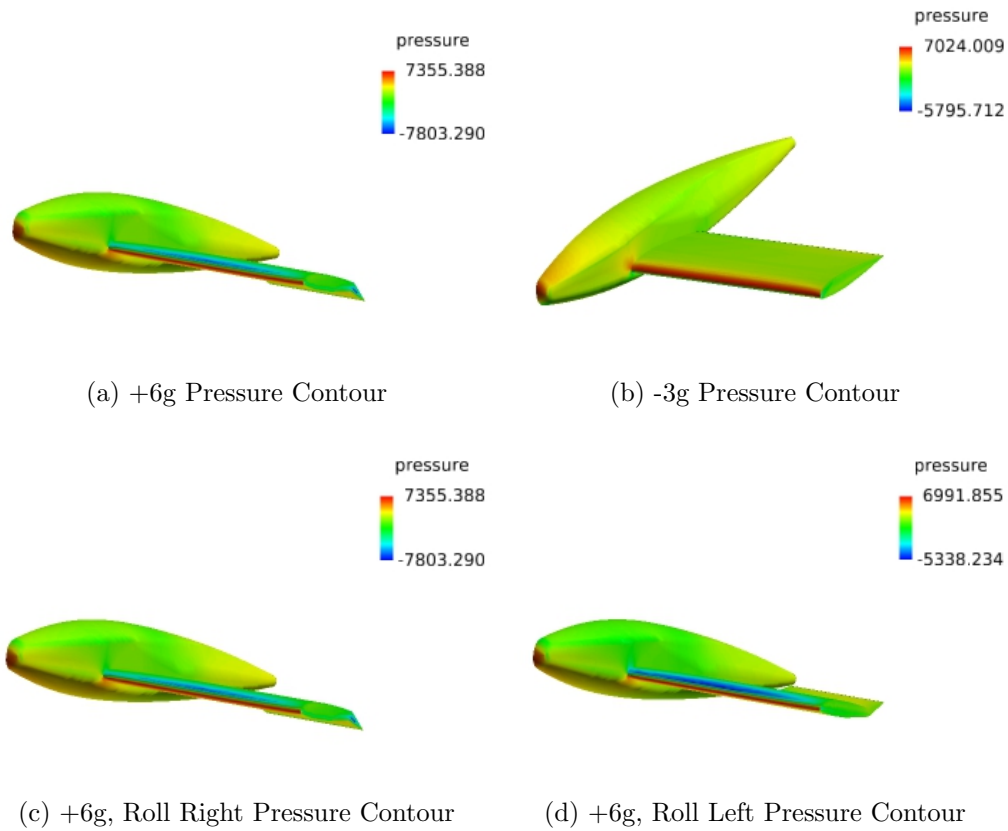 pressure
7355.388
-7803.290
pressure
7024.009
-5795.712
(a) +6g Pressure Contour
(b) -3g Pressure Contour
pressure
7355.388
-7803.290
pressure
6991.855
-5338.234
(c) +6g, Roll Right Pressure Contour
(d) +6g, Roll Left Pressure Contour